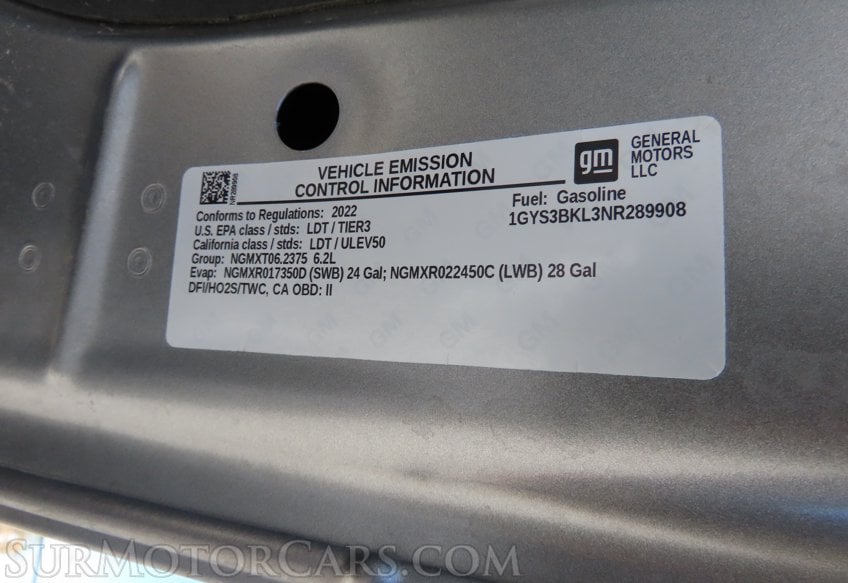 VEHICLE EMISSION
CONTROL INFORMATION
gm
GENERAL
MOTORS
LLC
NR289908
Conforms to Regulations: 2022
U.S. EPA class / stds: LDT / TIER3
California class / stds: LDT / ULEV50
Group: NGMXT06.2375 6.2L
Evap: NGMXR017350D (SWB) 24 Gal; NGMXR022450C (LWB) 28 Gal
DFI/HO2S/TWC, CA OBD: II
Fuel: Gasoline
1GYS3BKL3NR289908
SURMOTORCARS.COM